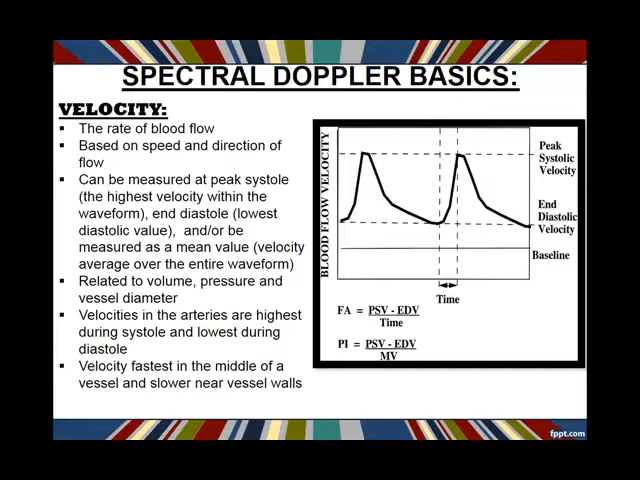 SPECTRAL DOPPLER BASICS:
VELOCITY:
▪ The rate of blood flow
▪ Based on speed and direction of
flow
▪ Can be measured at peak systole
(the highest velocity within the
waveform), end diastole (lowest
diastolic value), and/or be
measured as a mean value (velocity
average over the entire waveform)
▪ Related to volume, pressure and
vessel diameter
▪ Velocities in the arteries are highest
during systole and lowest during
diastole
▪ Velocity fastest in the middle of a
vessel and slower near vessel walls
BLOOD FLOW VELOCITY
Peak
Systolic
Velocity
End
Diastolic
Velocity
Baseline
Time
FA = PSV - EDV
Time
PI = PSV - EDV
MV
fppt.com